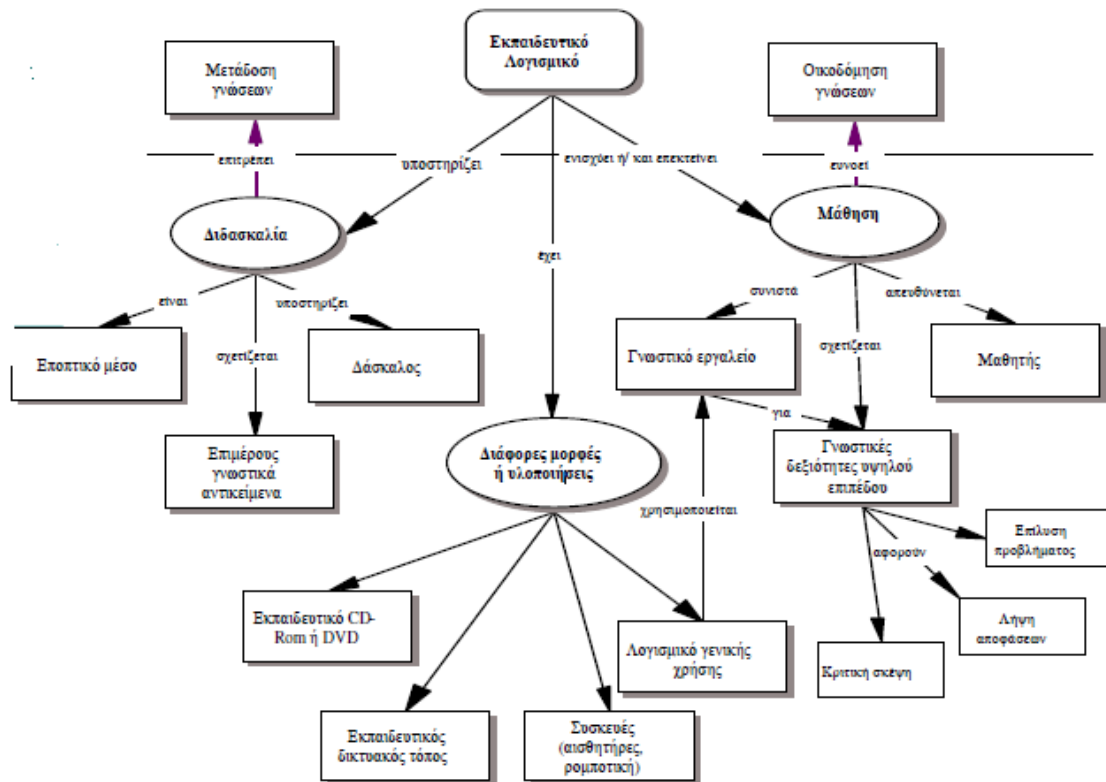 Εκπαιδευτικό
Λογισμικό
Μετάδοση
γνώσεων
Οικοδόμηση
γνώσεων
επιτρέπει
υποστηρίζει
ενισχύει ή/ και επεκτείνει
ευνοεί
Διδασκαλία
Μάθηση
έχει
είναι
υποστηρίζει
συνιστά
απευθύνεται
σχετίζεται
σχετίζεται
Εποπτικό μέσο
Δάσκαλος
Γνωστικό εργαλείο
Μαθητής
για
Επιμέρους
γνωστικά
αντικείμενα
Διάφορες μορφές
ή υλοποιήσεις
Γνωστικές
δεξιότητες υψηλού
επιπέδου
χρησιμοποιείται
αφορούν
Επίλυση
προβλήματος
Εκπαιδευτικό CD-
Rom ή DVD
Λογισμικό γενικής
χρήσης
Λήψη
αποφάσεων
Κριτική σκέψη
Εκπαιδευτικός
δικτυακός τόπος
Συσκευές
(αισθητήρες,
ρομποτική)